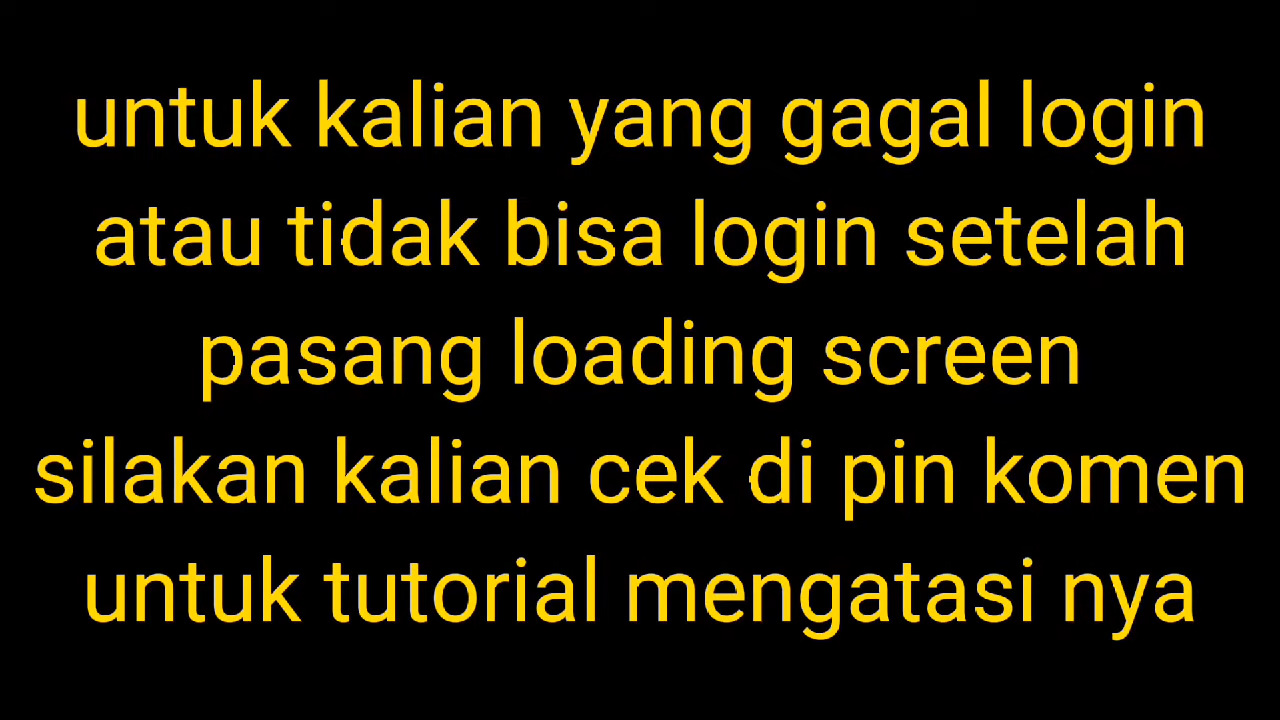 untuk kalian yang gagal login
atau tidak bisa login setelah
pasang loading screen
silakan kalian cek di pin komen
untuk tutorial mengatasi nya